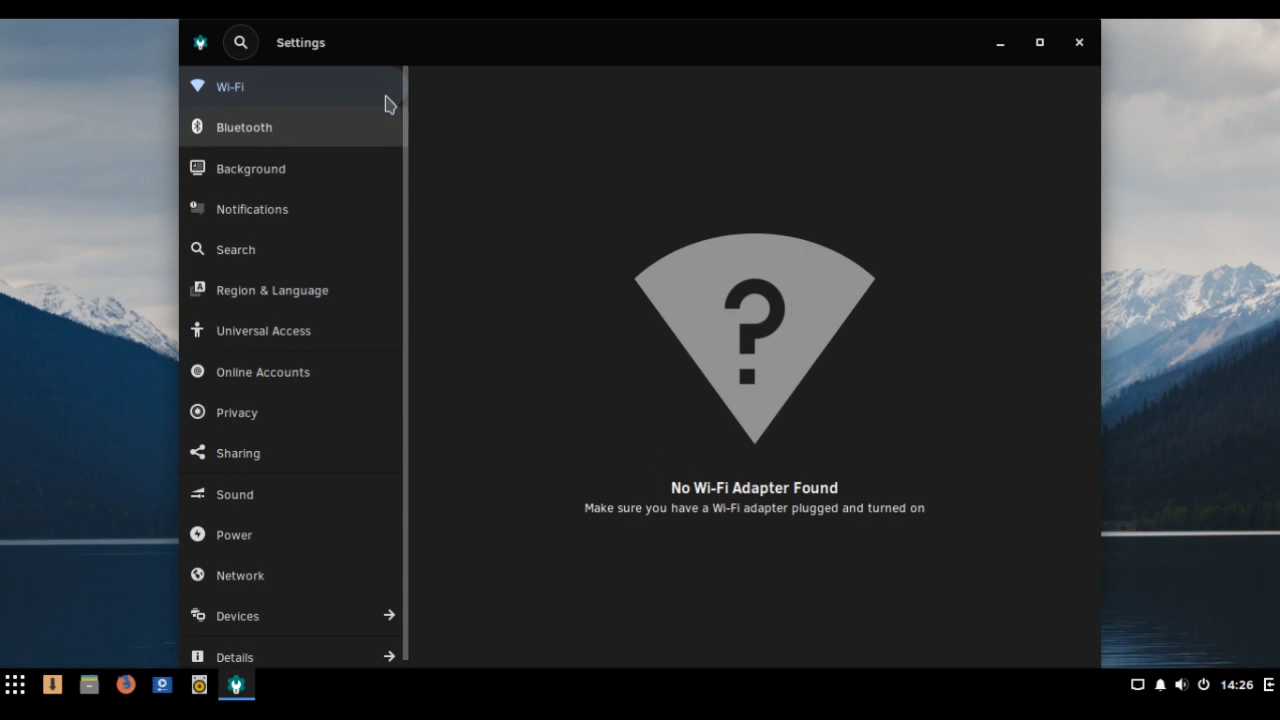 Settings
Wi-Fi
Bluetooth
Background
Notifications
Search
Region & Language
Universal Access
Online Accounts
Privacy
Sharing
Sound
Power
Network
Devices
Details
No Wi-Fi Adapter Found
Make sure you have a Wi-Fi adapter plugged and turned on
14:26